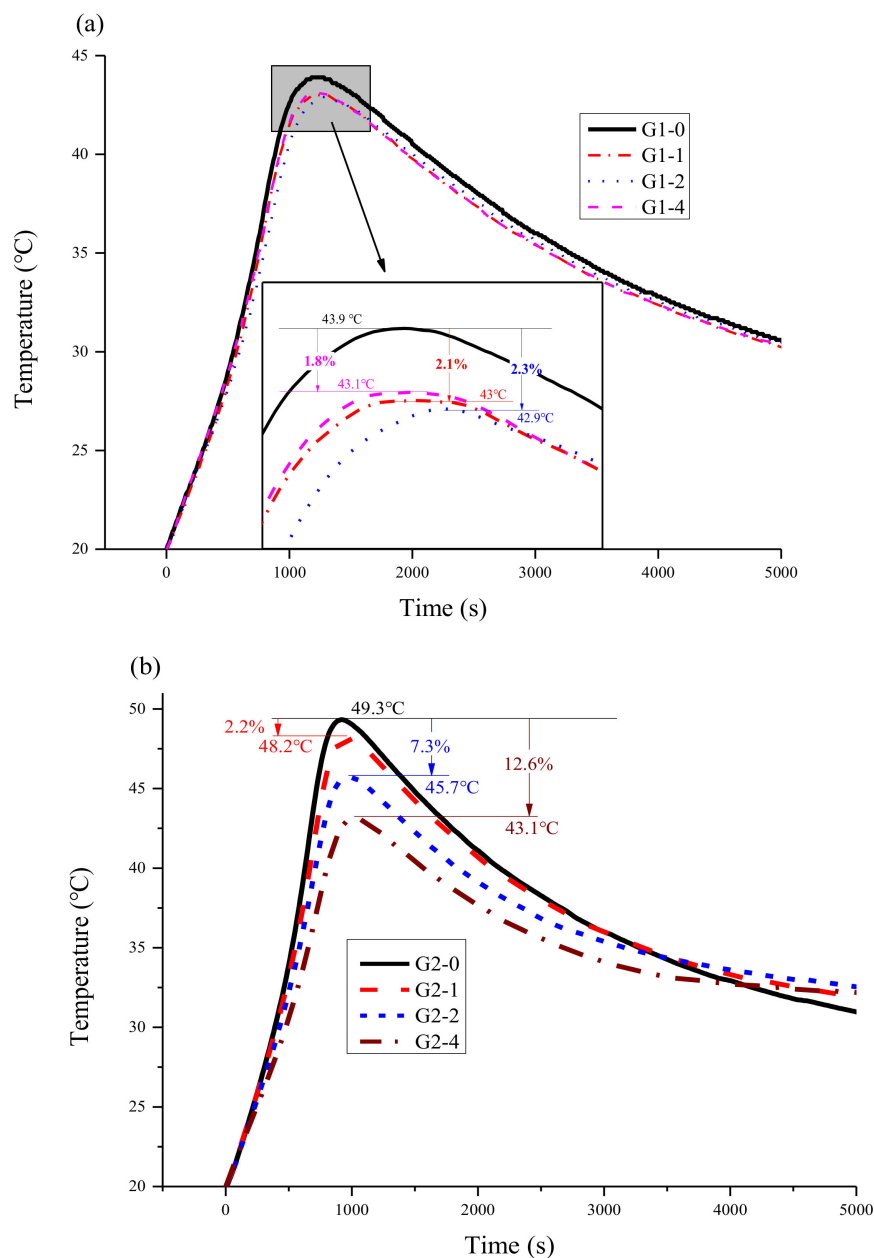 (a)
45
40
35
30
25
20
Temperature (℃)
G1-0
G1-1
G1-2
G1-4
43.9 ℃
1.8%
2.1%
2.3%
43.1℃
43℃
42.9℃
0
1000
2000
3000
4000
5000
Time (s)
(b)
50
45
40
35
30
25
20
Temperature (℃)
49.3℃
2.2%
48.2℃
7.3%
45.7℃
12.6%
43.1℃
G2-0
G2-1
G2-2
G2-4
0
1000
2000
3000
4000
5000
Time (s)